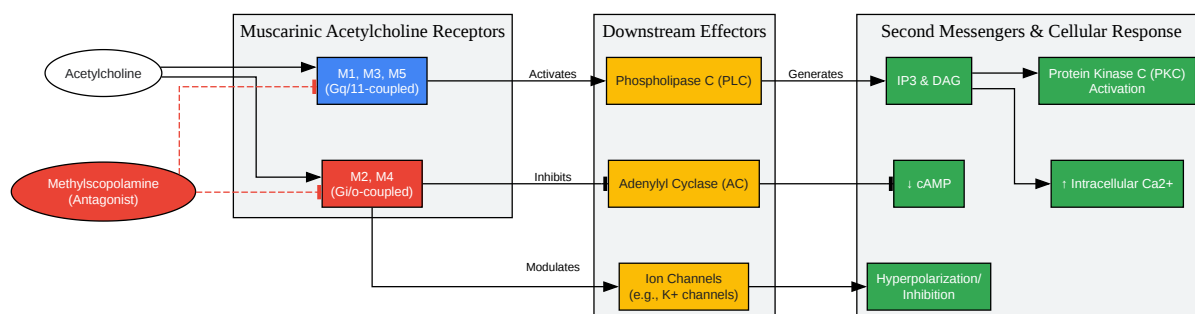 Muscarinic Acetylcholine Receptors
Downstream Effectors
Second Messengers & Cellular Response
Acetylcholine
M1, M3, M5
(Gq/11-coupled)
Activates
Phospholipase C (PLC)
Generates
IP3 & DAG
Protein Kinase C (PKC)
Activation
Methylscopolamine
(Antagonist)
M2, M4
(Gi/o-coupled)
Inhibits
Adenylyl Cyclase (AC)
↓ cAMP
↑ Intracellular Ca2+
Modulates
Ion Channels
(e.g., K+ channels)
Hyperpolarization/
Inhibition